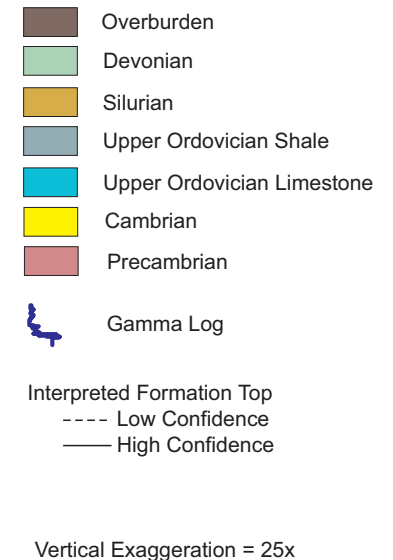 Overburden
Devonian
Silurian
Upper Ordovician Shale
Upper Ordovician Limestone
Cambrian
Precambrian
Gamma Log
Interpreted Formation Top
Low Confidence
High Confidence
Vertical Exaggeration = 25x